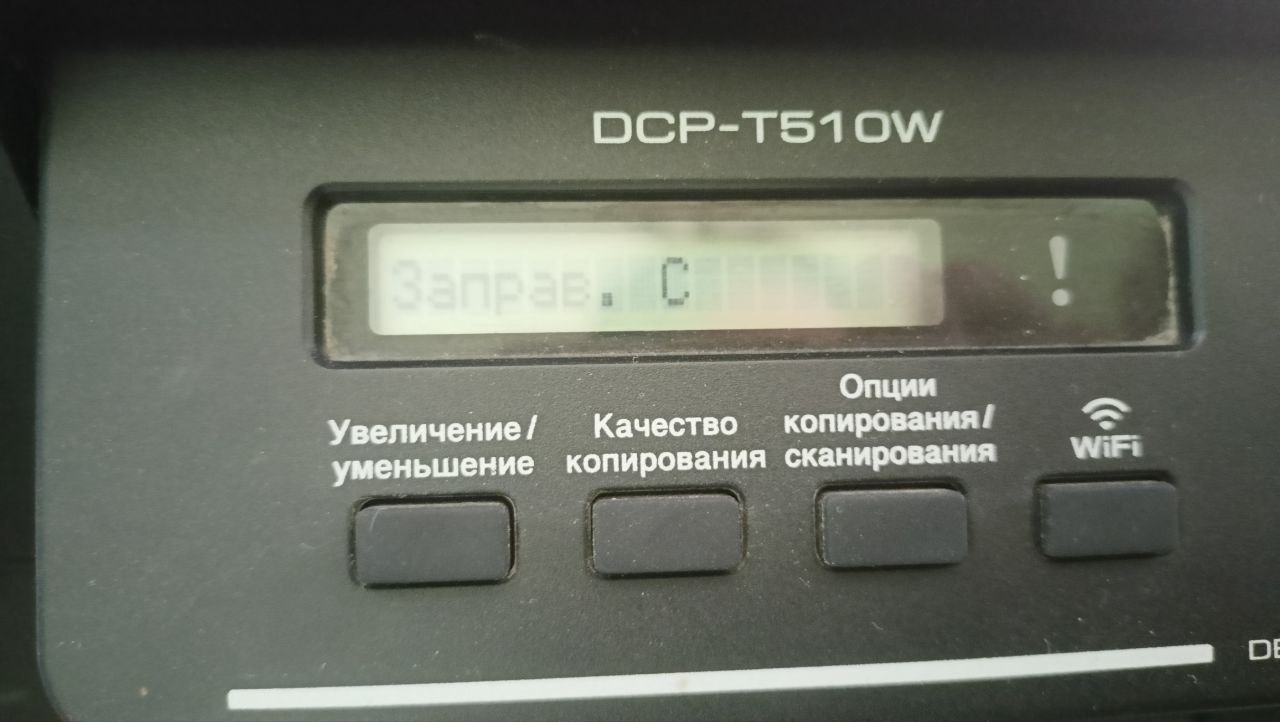 DCP-T510W
Заправ. C
!
Увеличение/
уменьшение
Качество
копирования
Опции
копирования/
сканирования
WiFi